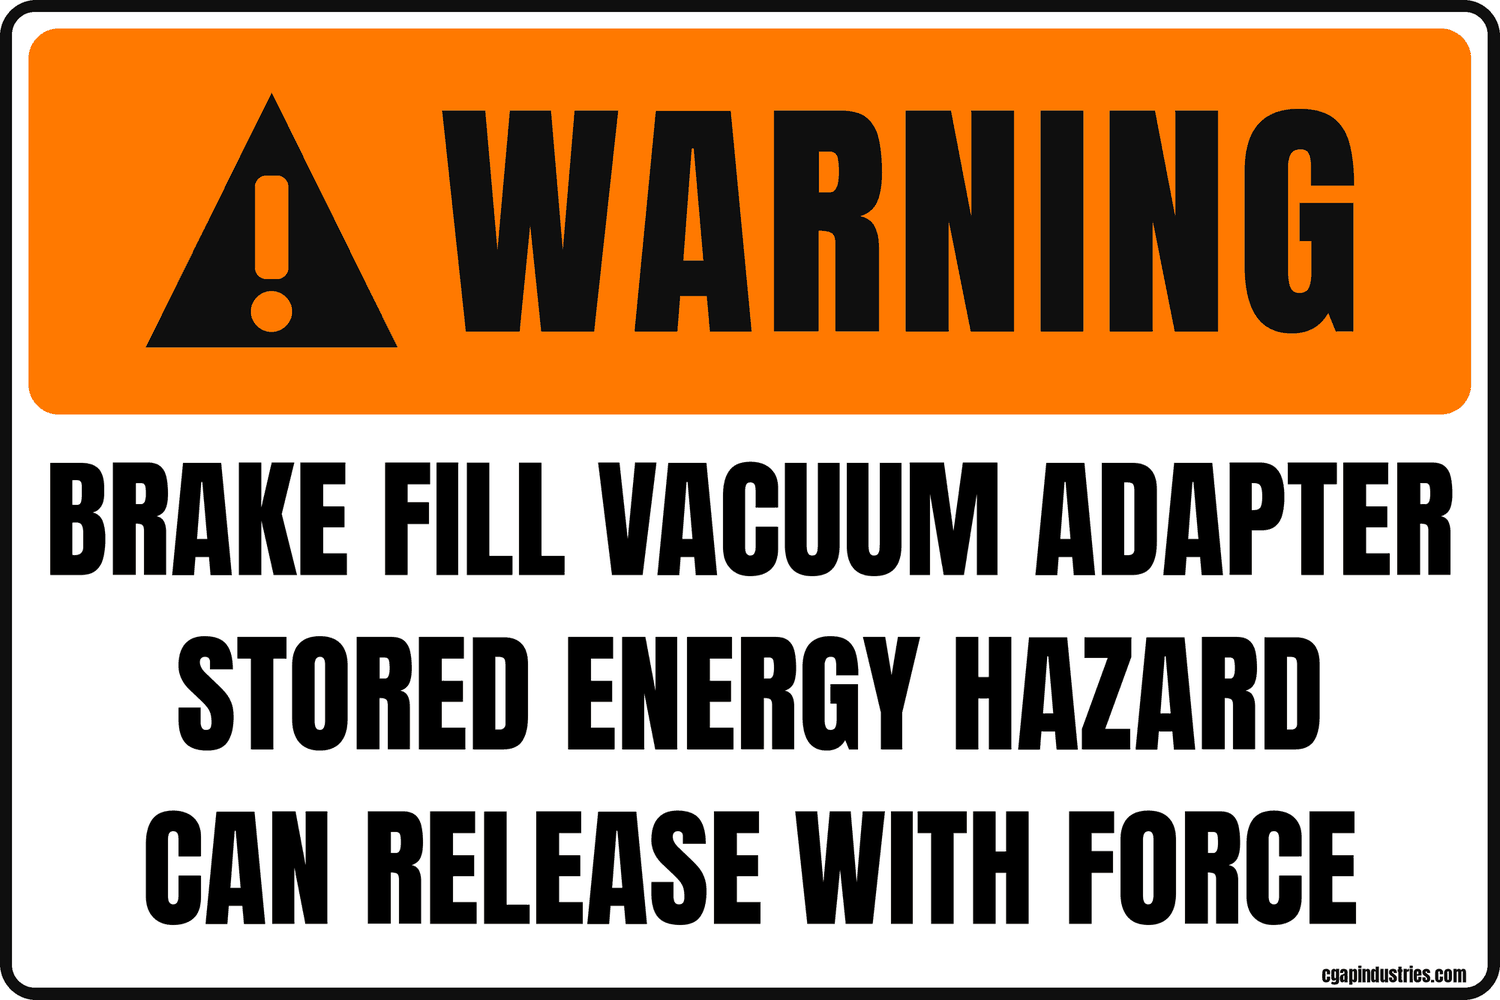 WARNING
BRAKE FILL VACUUM ADAPTER
STORED ENERGY HAZARD
CAN RELEASE WITH FORCE
cgapindustries.com